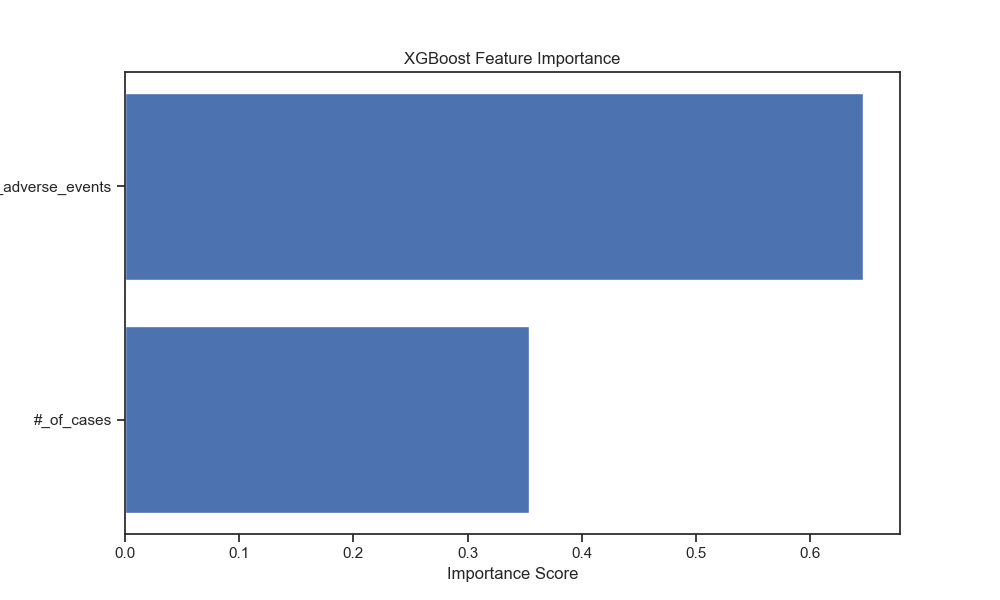 XGBoost Feature Importance
_adverse_events
#_of_cases
0.0 0.1 0.2 0.3 0.4 0.5 0.6
Importance Score